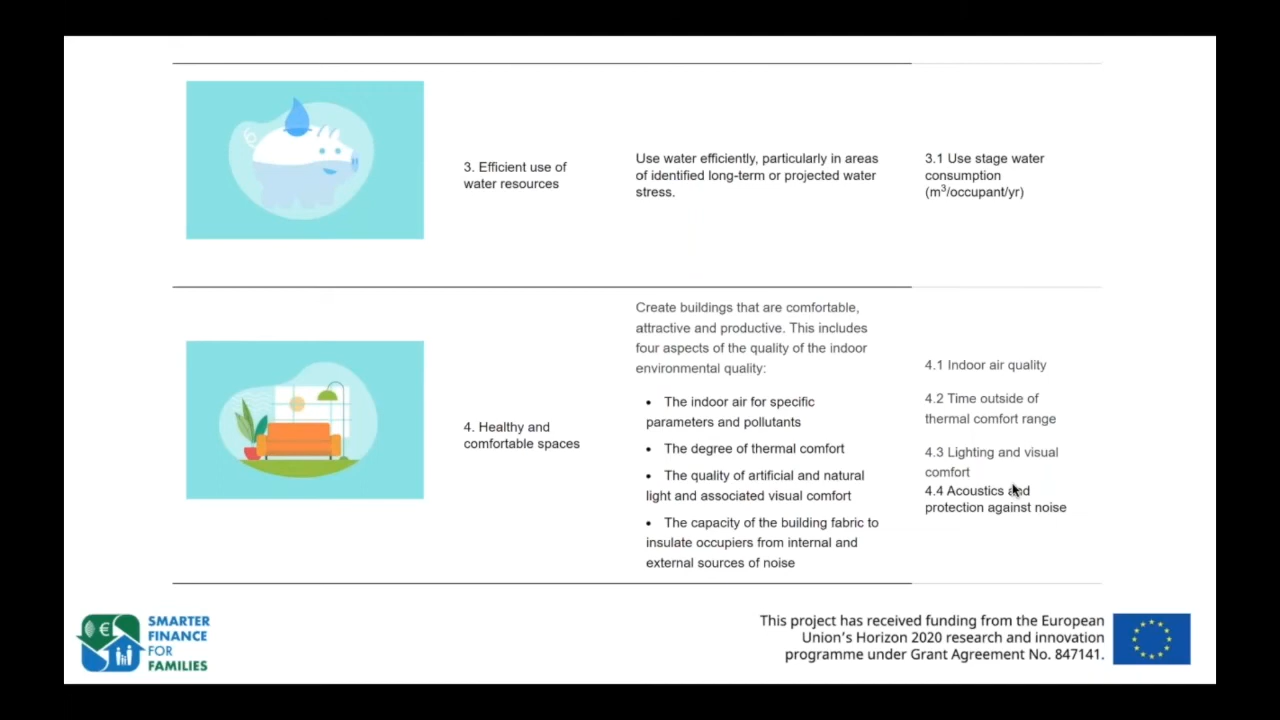 3. Efficient use of
water resources
Use water efficiently, particularly in areas
of identified long-term or projected water
stress.
3.1 Use stage water
consumption
(m³/occupant/yr)
4. Healthy and
comfortable spaces
Create buildings that are comfortable,
attractive and productive. This includes
four aspects of the quality of the indoor
environmental quality:
• The indoor air for specific
parameters and pollutants
• The degree of thermal comfort
• The quality of artificial and natural
light and associated visual comfort
• The capacity of the building fabric to
insulate occupiers from internal and
external sources of noise
4.1 Indoor air quality
4.2 Time outside of
thermal comfort range
4.3 Lighting and visual
comfort
4.4 Acoustics and
protection against noise
€
SMARTER
FINANCE
FOR
FAMILIES
This project has received funding from the European
Union's Horizon 2020 research and innovation
programme under Grant Agreement No. 847141.